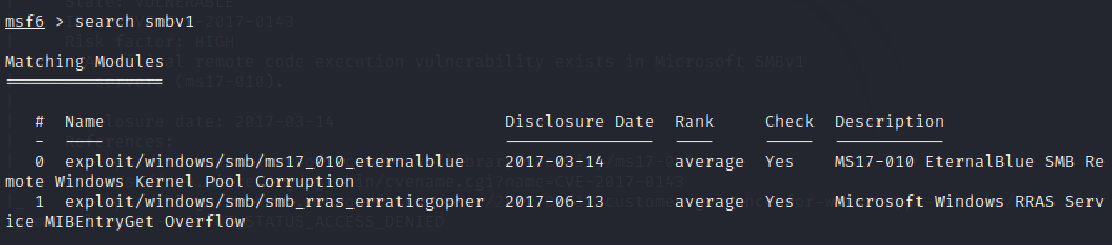 msf6 > search smbv1
Matching Modules
================
# Name Disclosure Date Rank Check Description
- ---- --------------- ---- ----- -----------
0 exploit/windows/smb/ms17_010_eternalblue 2017-03-14 average Yes MS17-010 EternalBlue SMB Re
mote Windows Kernel Pool Corruption
1 exploit/windows/smb/smb_rras_erraticgopher 2017-06-13 average Yes Microsoft Windows RRAS Serv
ice MIBEntryGet Overflow